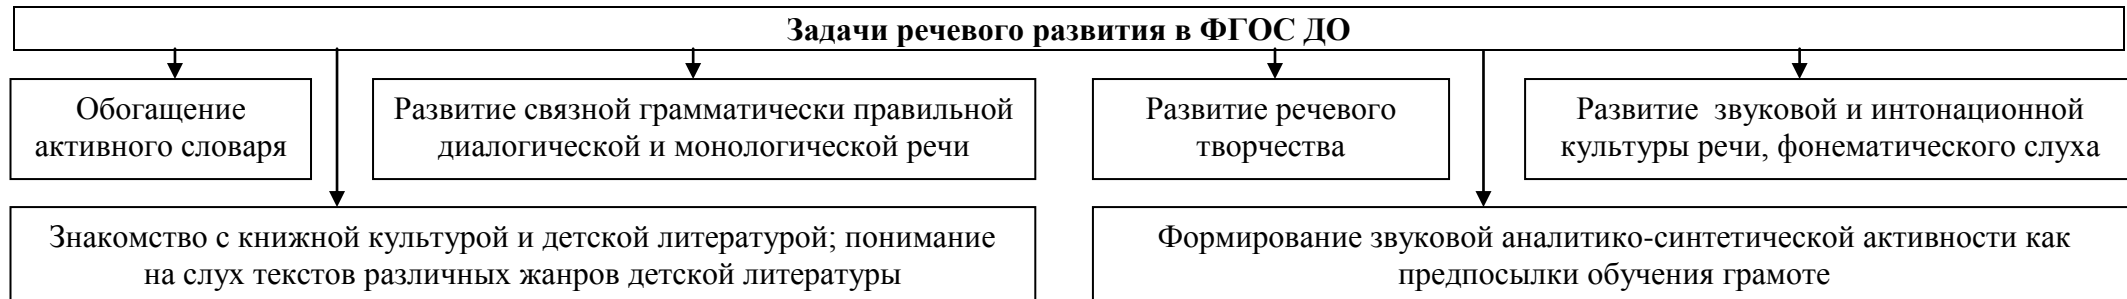 Задачи речевого развития в ФГОС ДО
Обогащение
активного словаря
Развитие связной грамматически правильной
диалогической и монологической речи
Развитие речевого
творчества
Развитие звуковой и интонационной
культуры речи, фонематического слуха
Знакомство с книжной культурой и детской литературой; понимание
на слух текстов различных жанров детской литературы
Формирование звуковой аналитико-синтетической активности как
предпосылки обучения грамоте